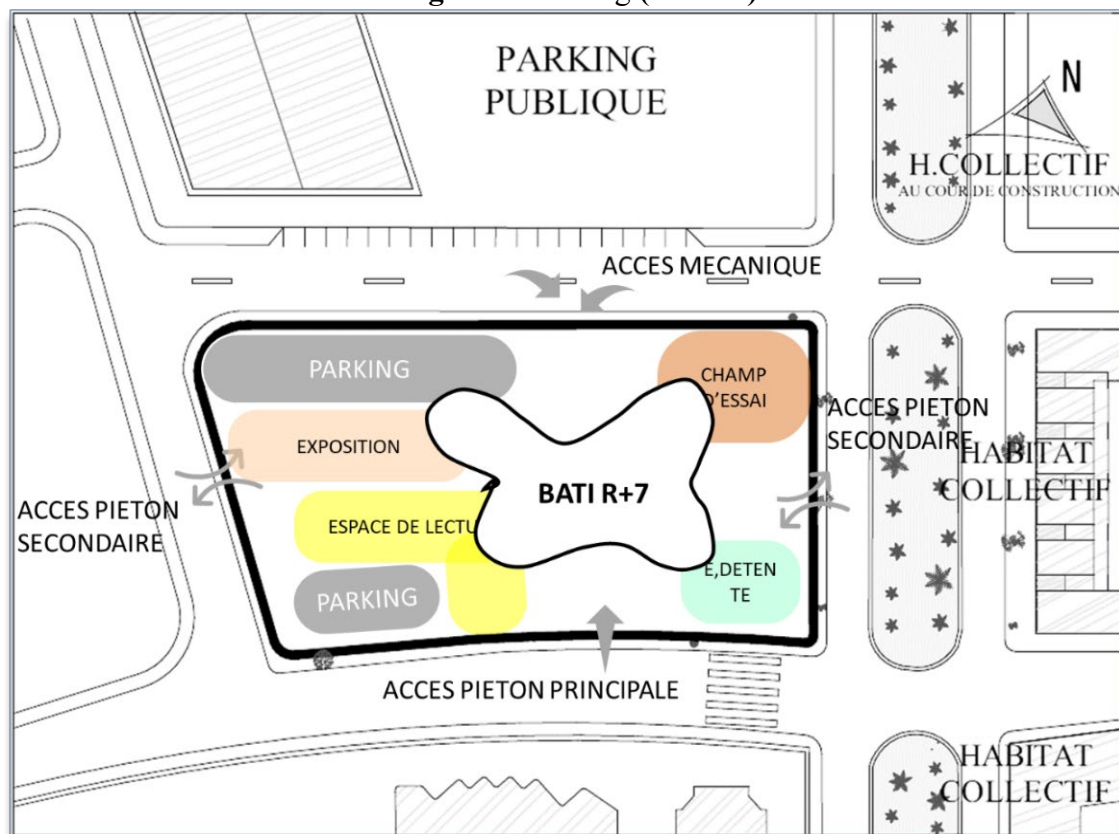 PARKING
PUBLIQUE
N
H.COLLECTIF
AU COUR DE CONSTRUCTION
ACCES MECANIQUE
PARKING
CHAMP
D'ESSAI
ACCES PIETON
SECONDAIRE
EXPOSITION
HABITAT
COLLECTIF
BATI R+7
ACCES PIETON
SECONDAIRE
ESPACE DE LECTU
E,DETEN
TE
PARKING
ACCES PIETON PRINCIPALE
HABITAT
COLLECTIF